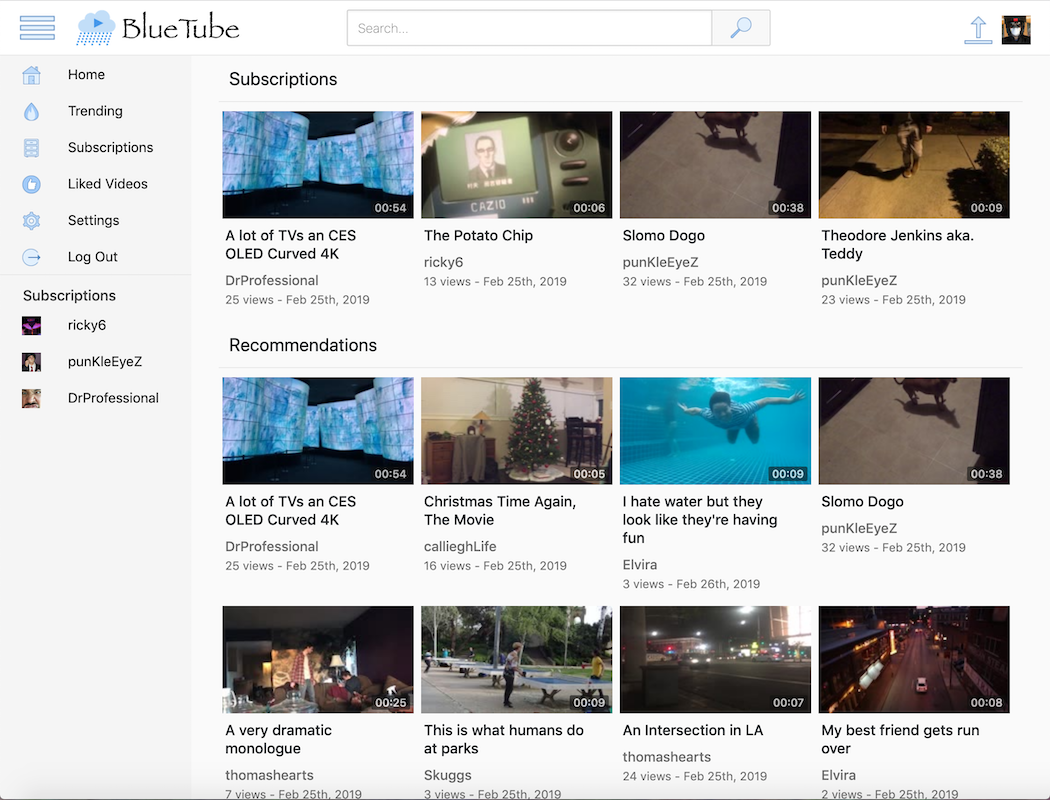 BlueTube
Search...
Home
Trending
Subscriptions
Liked Videos
Settings
Log Out
Subscriptions
ricky6
punKleEyeZ
DrProfessional
Subscriptions
00:54
CAZIO
00:06
00:38
00:09
A lot of TVs an CES
OLED Curved 4K
DrProfessional
25 views - Feb 25th, 2019
The Potato Chip
ricky6
13 views - Feb 25th, 2019
Slomo Dogo
punKleEyeZ
32 views - Feb 25th, 2019
Theodore Jenkins aka.
Teddy
punKleEyeZ
23 views - Feb 25th, 2019
Recommendations
00:54
00:05
00:09
00:38
A lot of TVs an CES
OLED Curved 4K
DrProfessional
25 views - Feb 25th, 2019
Christmas Time Again,
The Movie
callieghLife
16 views - Feb 25th, 2019
I hate water but they
look like they're having
fun
Elvira
3 views - Feb 26th, 2019
Slomo Dogo
punKleEyeZ
32 views - Feb 25th, 2019
00:25
00:09
00:07
00:08
A very dramatic
monologue
thomashearts
7 views - Feb 25th, 2019
This is what humans do
at parks
Skuggs
3 views - Feb 25th, 2019
An Intersection in LA
thomashearts
24 views - Feb 25th, 2019
My best friend gets run
over
Elvira
2 views - Feb 25th, 2019